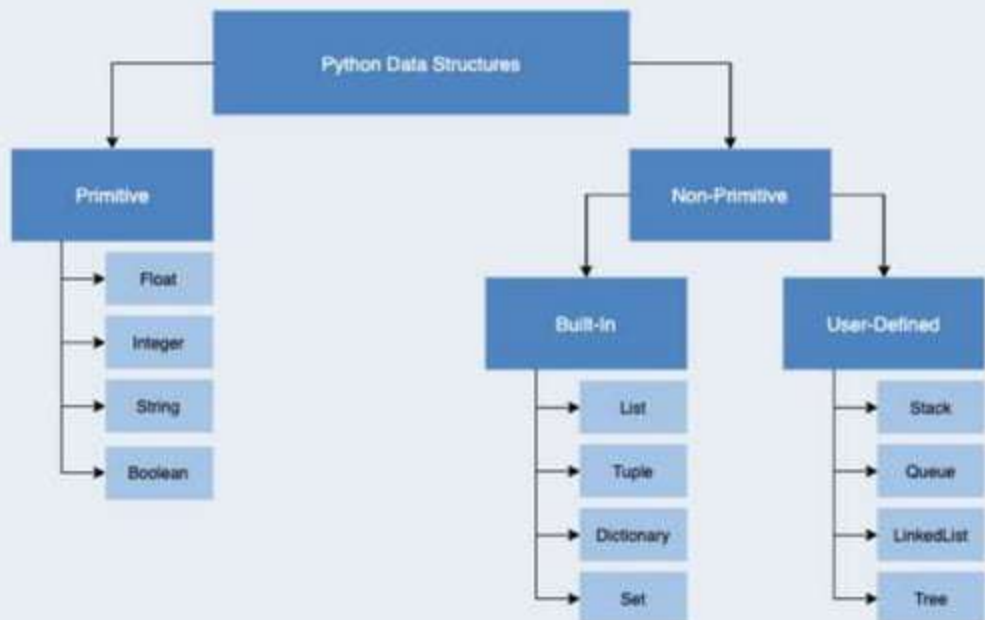 Python Data Structures
Primitive
Float
Integer
String
Boolean
Non-Primitive
Built-In
List
Tuple
Dictionary
Set
User-Defined
Stack
Queue
LinkedList
Tree